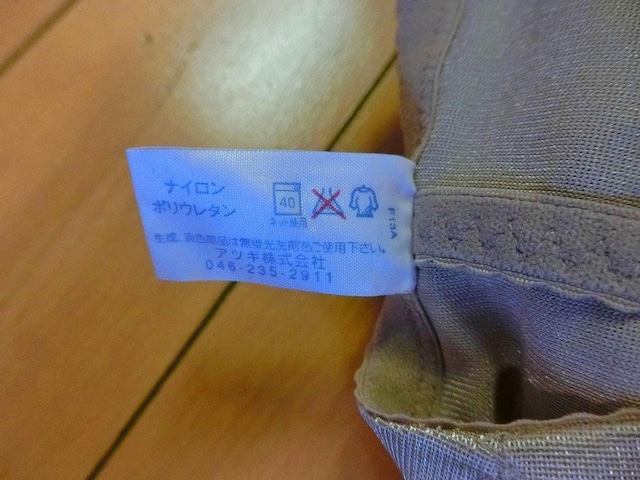 ナイロン
ポリウレタン
40
ネット使用
F13A
生成、淡色商品は無蛍光洗剤をご使用下さい。
アツギ株式会社
046-235-2911